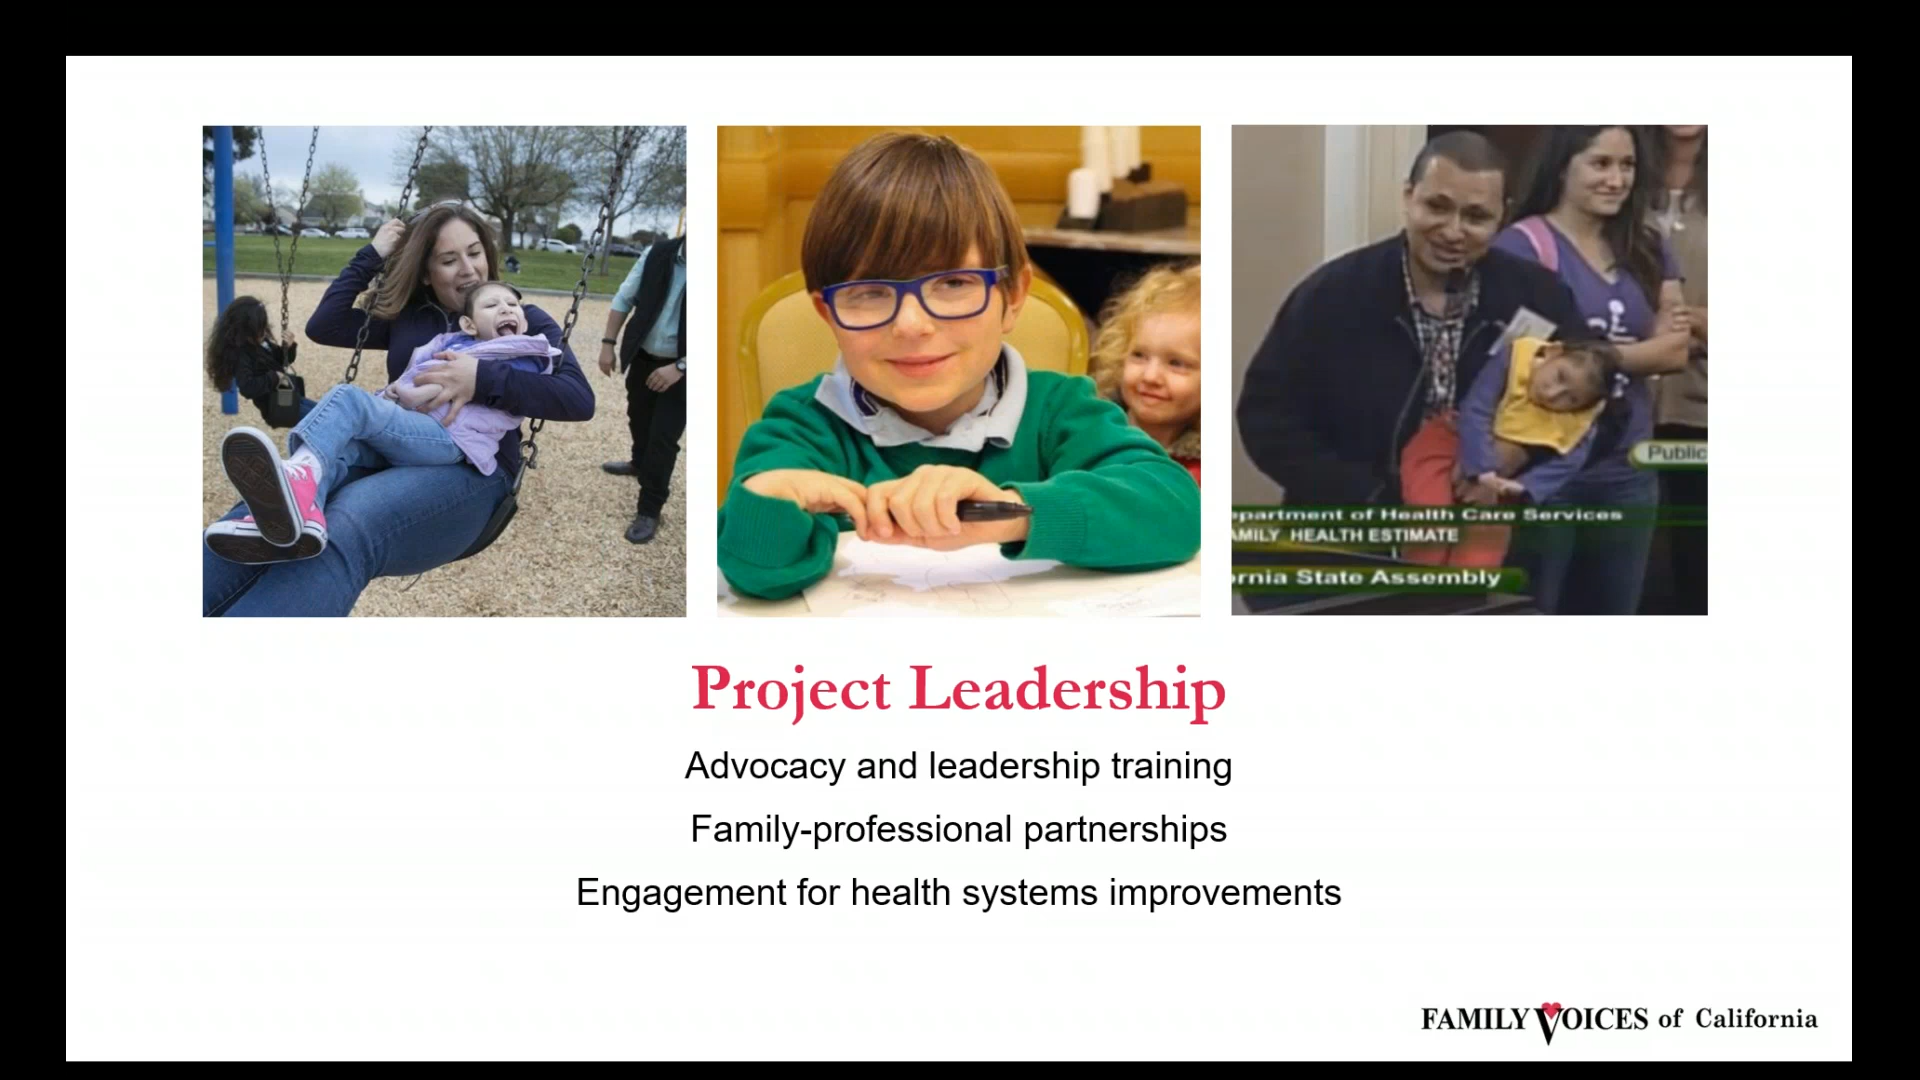 Public
partment of Health Care Services
AMILY HEALTH ESTIMATE
rnia State Assembly
Project Leadership
Advocacy and leadership training
Family-professional partnerships
Engagement for health systems improvements
FAMILY VOICES of California